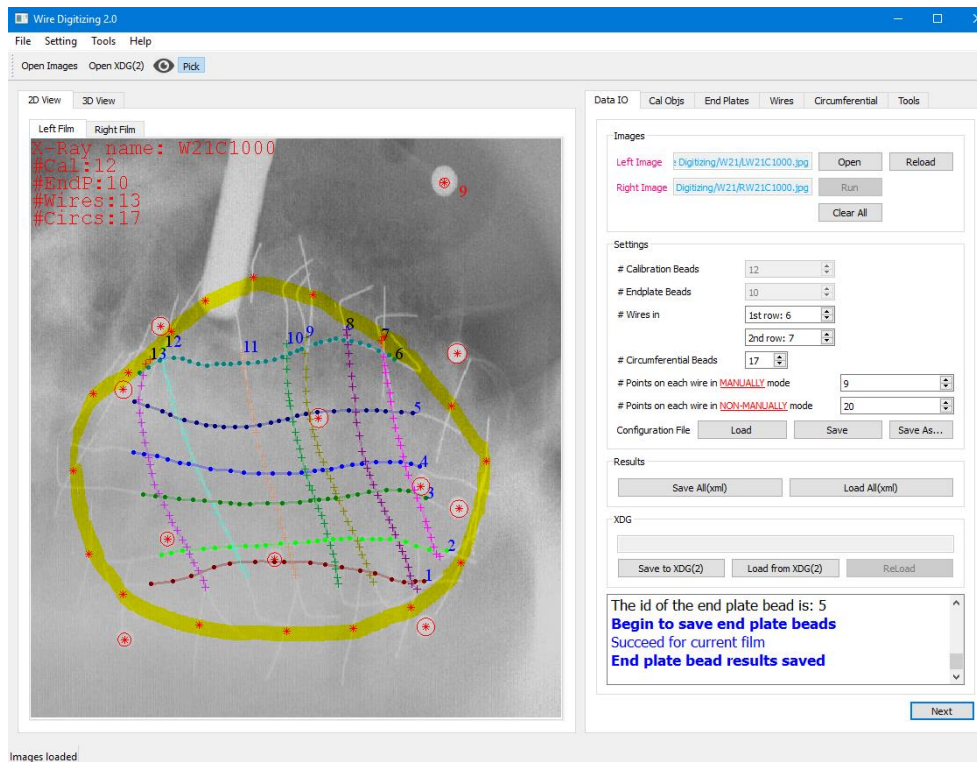 Wire Digitizing 2.0
File Setting Tools Help
Open Images Open XDG(2) Pick
2D View 3D View
Left Film Right Film
X-Ray name: W21C1000
#Cal:12
#EndP:10
#Wires:13
#Circs:17
9
8
7
12
10 9
11
13
6
5
4
3
2
1
Data IO Cal Objs End Plates Wires Circumferential Tools
Images
Left Image e Digitizing/W21/LW21C1000.jpg Open Reload
Right Image Digitizing/W21/RW21C1000.jpg Run
Clear All
Settings
# Calibration Beads 12
# Endplate Beads 10
# Wires in 1st row: 6
2nd row: 7
# Circumferential Beads 17
# Points on each wire in MANUALLY mode 9
# Points on each wire in NON-MANUALLY mode 20
Configuration File Load Save Save As...
Results
Save All(xml) Load All(xml)
XDG
Save to XDG(2) Load from XDG(2) ReLoad
The id of the end plate bead is: 5
Begin to save end plate beads
Succeed for current film
End plate bead results saved
Next
Images loaded